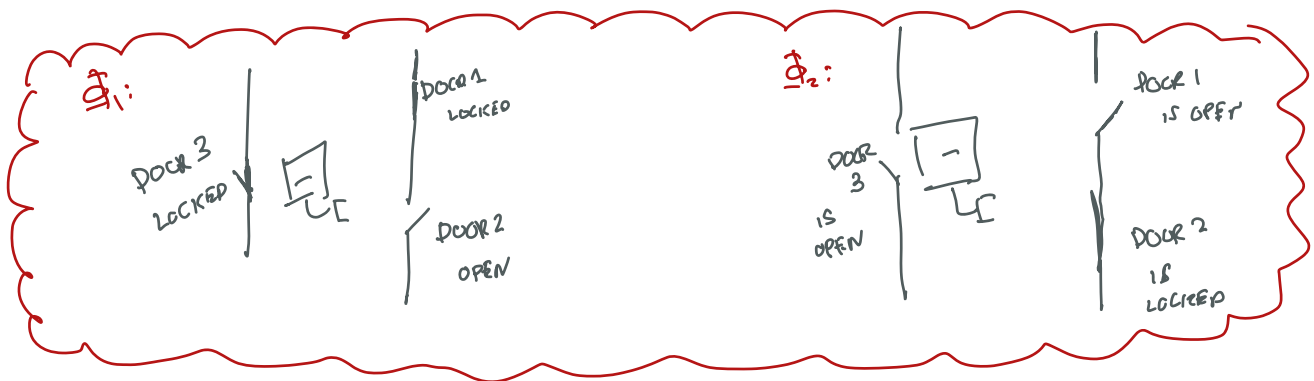 Φ₁:
DOOR 3
LOCKED
DOOR 1
LOCKED
DOOR 2
OPEN
Φ₂:
DOOR
3
IS
OPEN
DOOR 1
IS OPEN
DOOR 2
IS
LOCKED